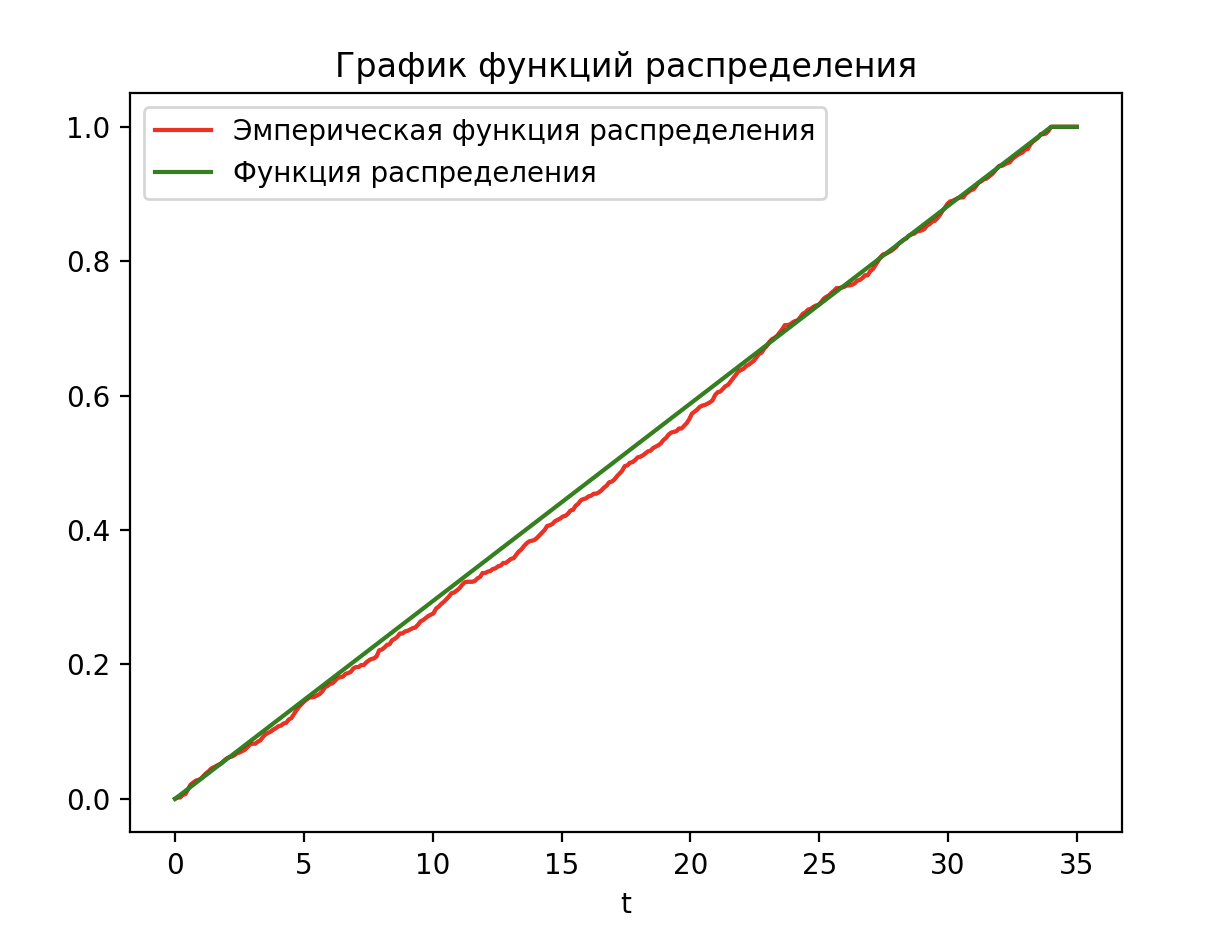 График функций распределения
Эмперическая функция распределения
Функция распределения
1.0
0.8
0.6
0.4
0.2
0.0
0 5 10 15 20 25 30 35
t